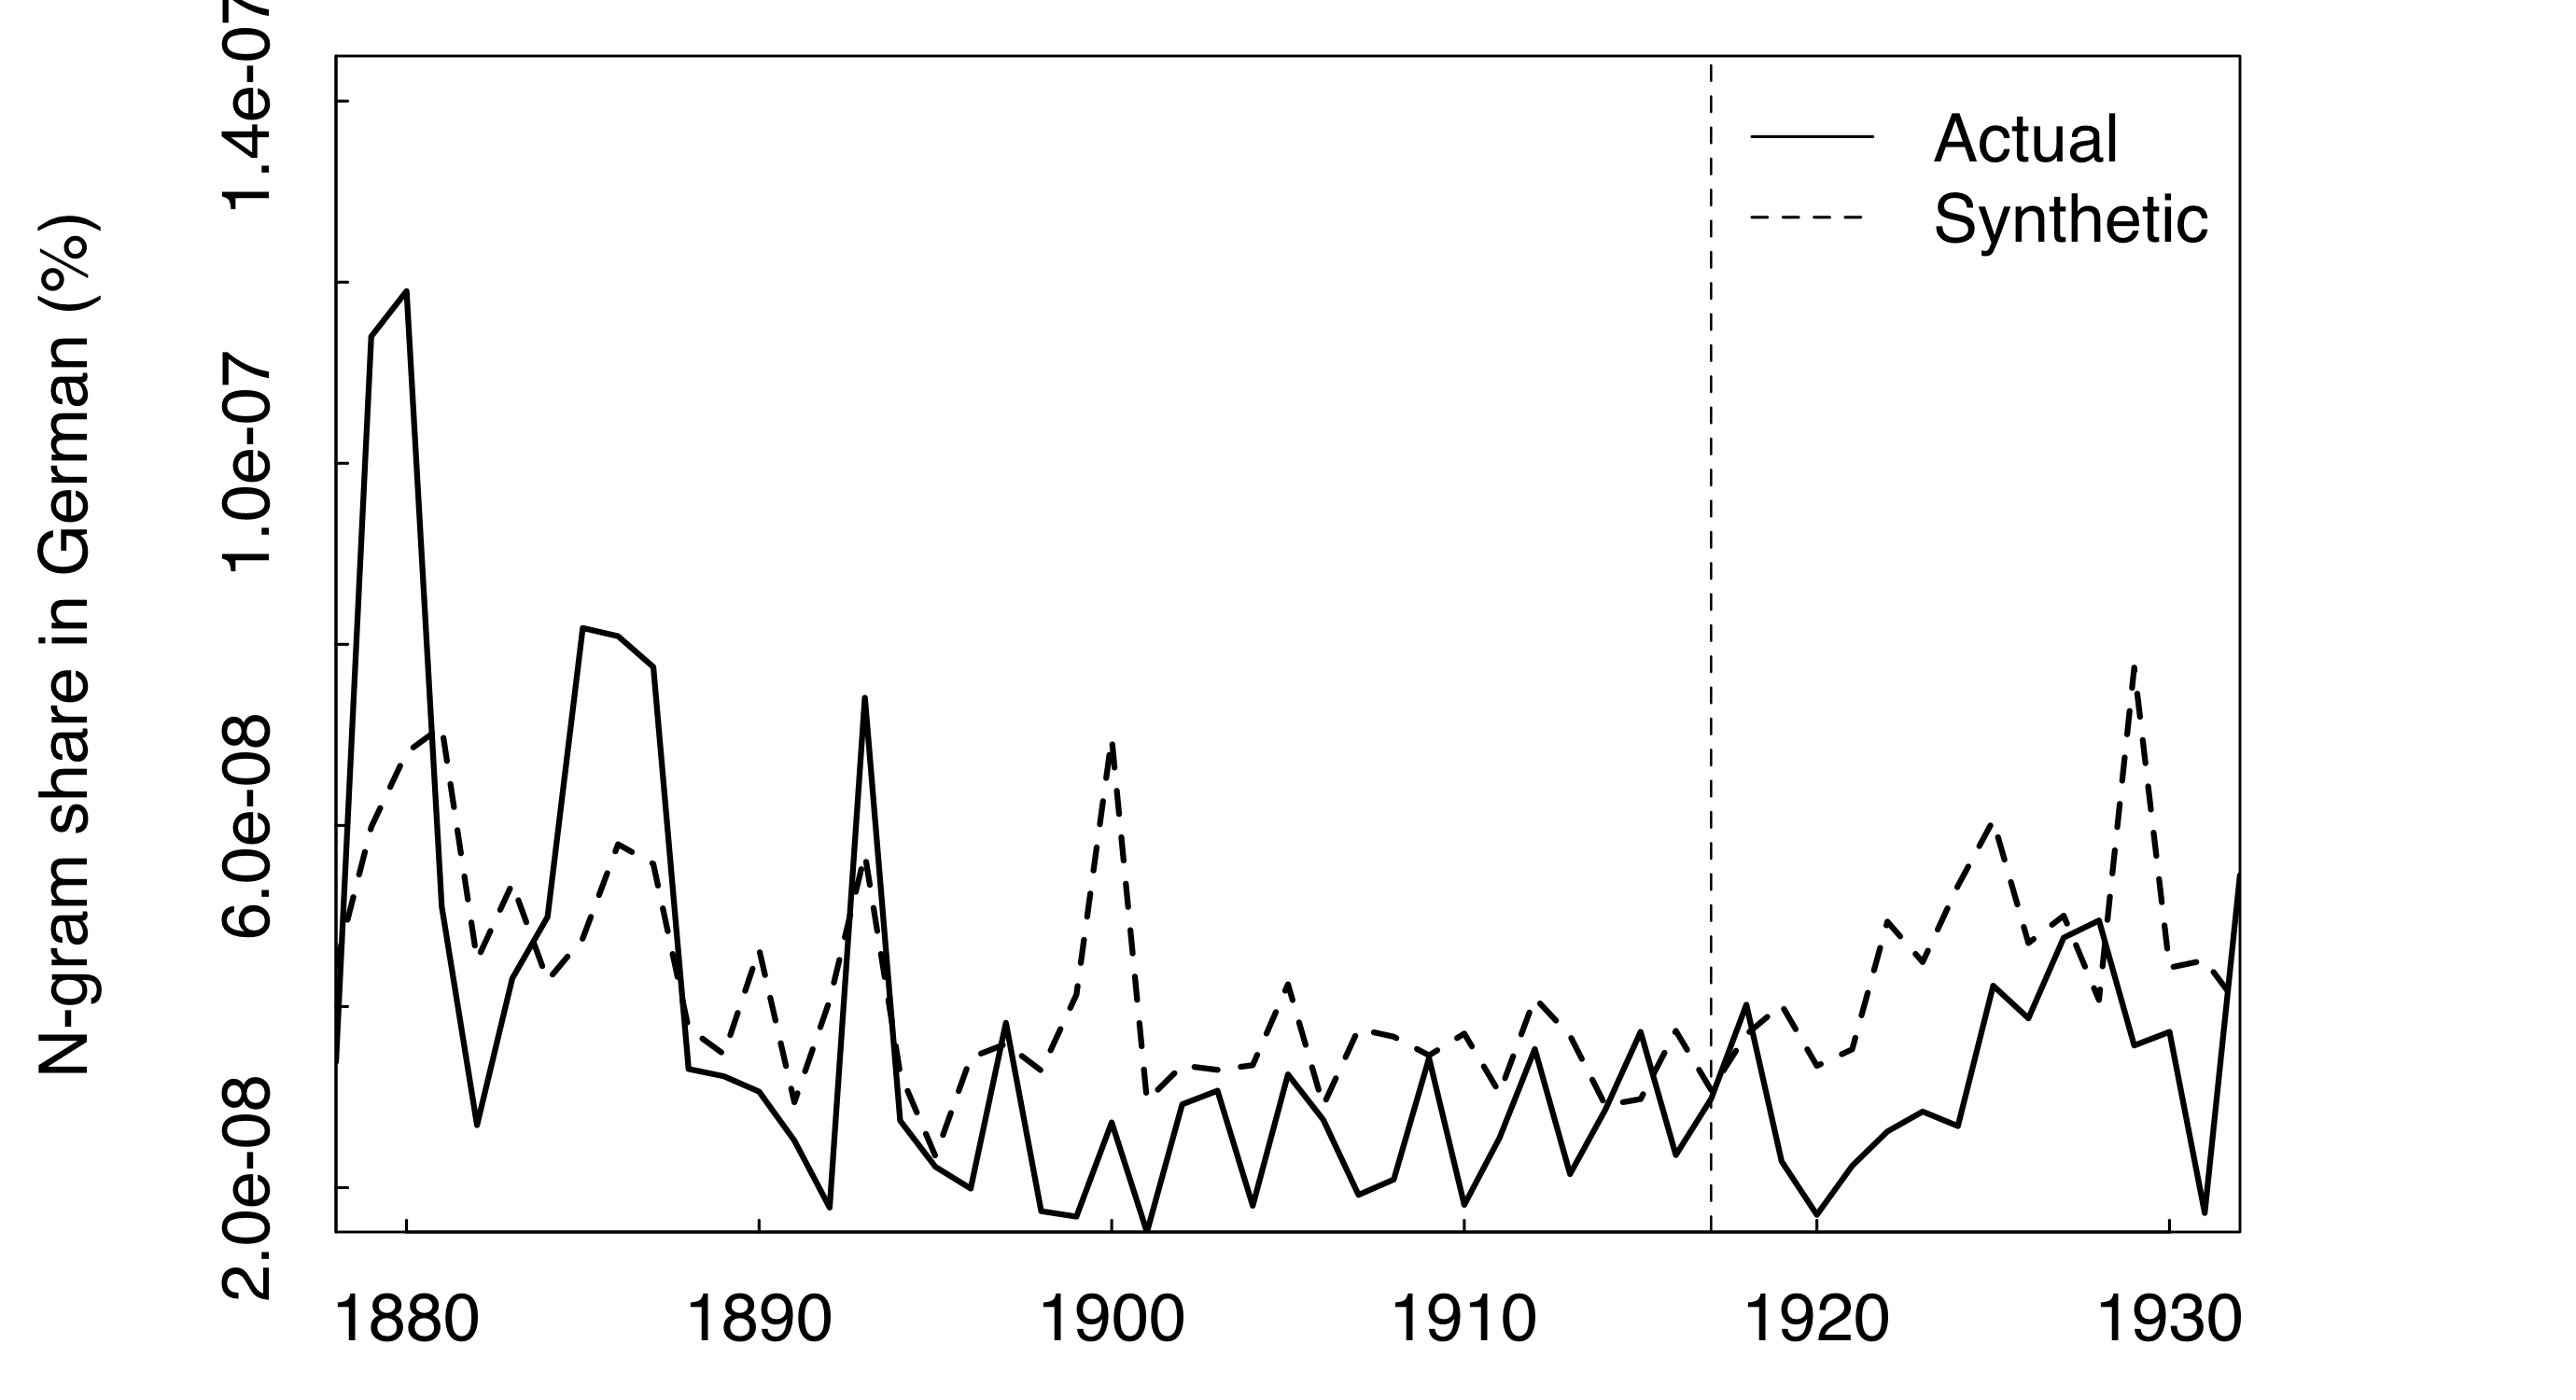 N-gram share in German (%)
1.4e-07
1.0e-07
6.0e-08
2.0e-08
Actual
Synthetic
1880 1890 1900 1910 1920 1930